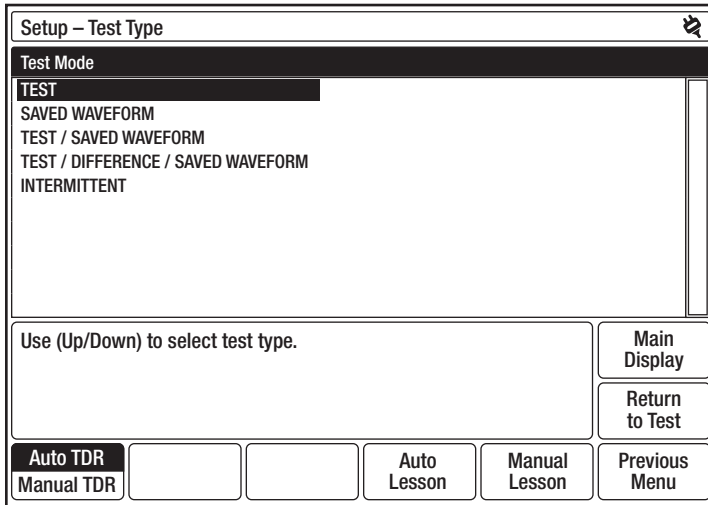 Setup – Test Type
Test Mode
TEST
SAVED WAVEFORM
TEST / SAVED WAVEFORM
TEST / DIFFERENCE / SAVED WAVEFORM
INTERMITTENT
Use (Up/Down) to select test type.
Main
Display
Return
to Test
Auto TDR
Manual TDR
Auto
Lesson
Manual
Lesson
Previous
Menu